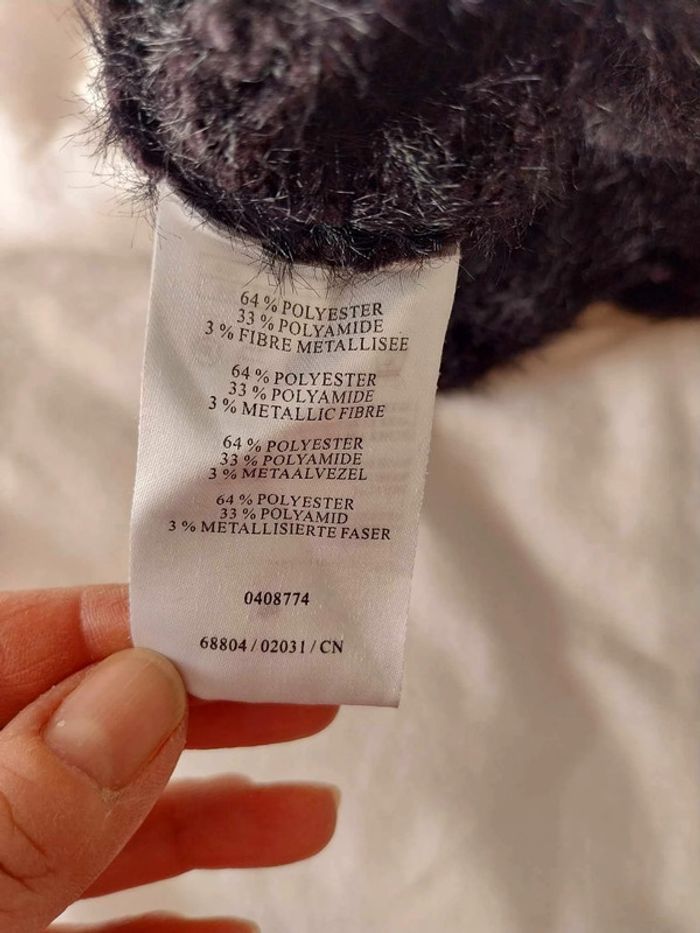 64 % POLYESTER
33 % POLYAMIDE
3 % FIBRE METALLISEE
64 % POLYESTER
33 % POLYAMIDE
3 % METALLIC FIBRE
64 % POLYESTER
33 % POLYAMIDE
3 % METAALVEZEL
64 % POLYESTER
33 % POLYAMID
3 % METALLISIERTE FASER
0408774
68804 / 02031 / CN